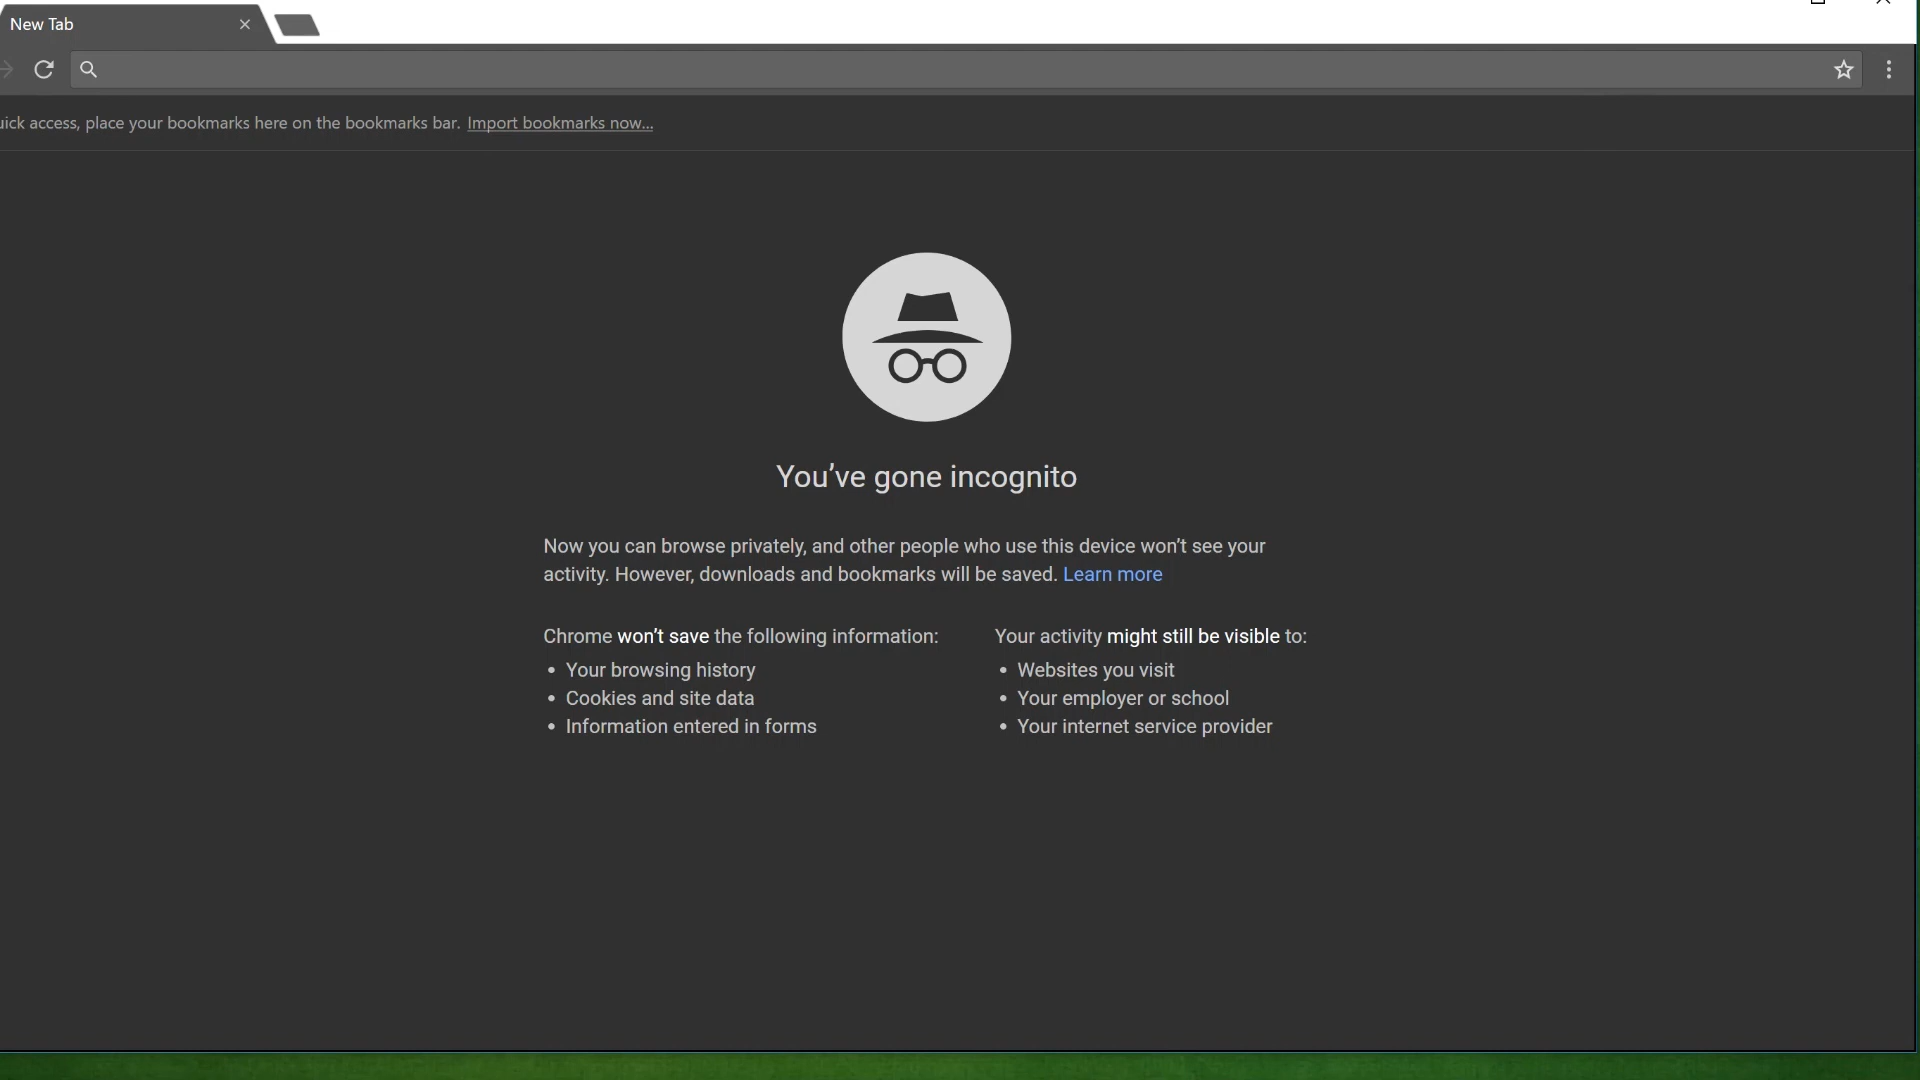 New Tab
access, place your bookmarks here on the bookmarks bar. Import bookmarks now...
You’ve gone incognito
Now you can browse privately, and other people who use this device won’t see your
activity. However, downloads and bookmarks will be saved. Learn more
Chrome won’t save the following information:
• Your browsing history
• Cookies and site data
• Information entered in forms
Your activity might still be visible to:
• Websites you visit
• Your employer or school
• Your internet service provider